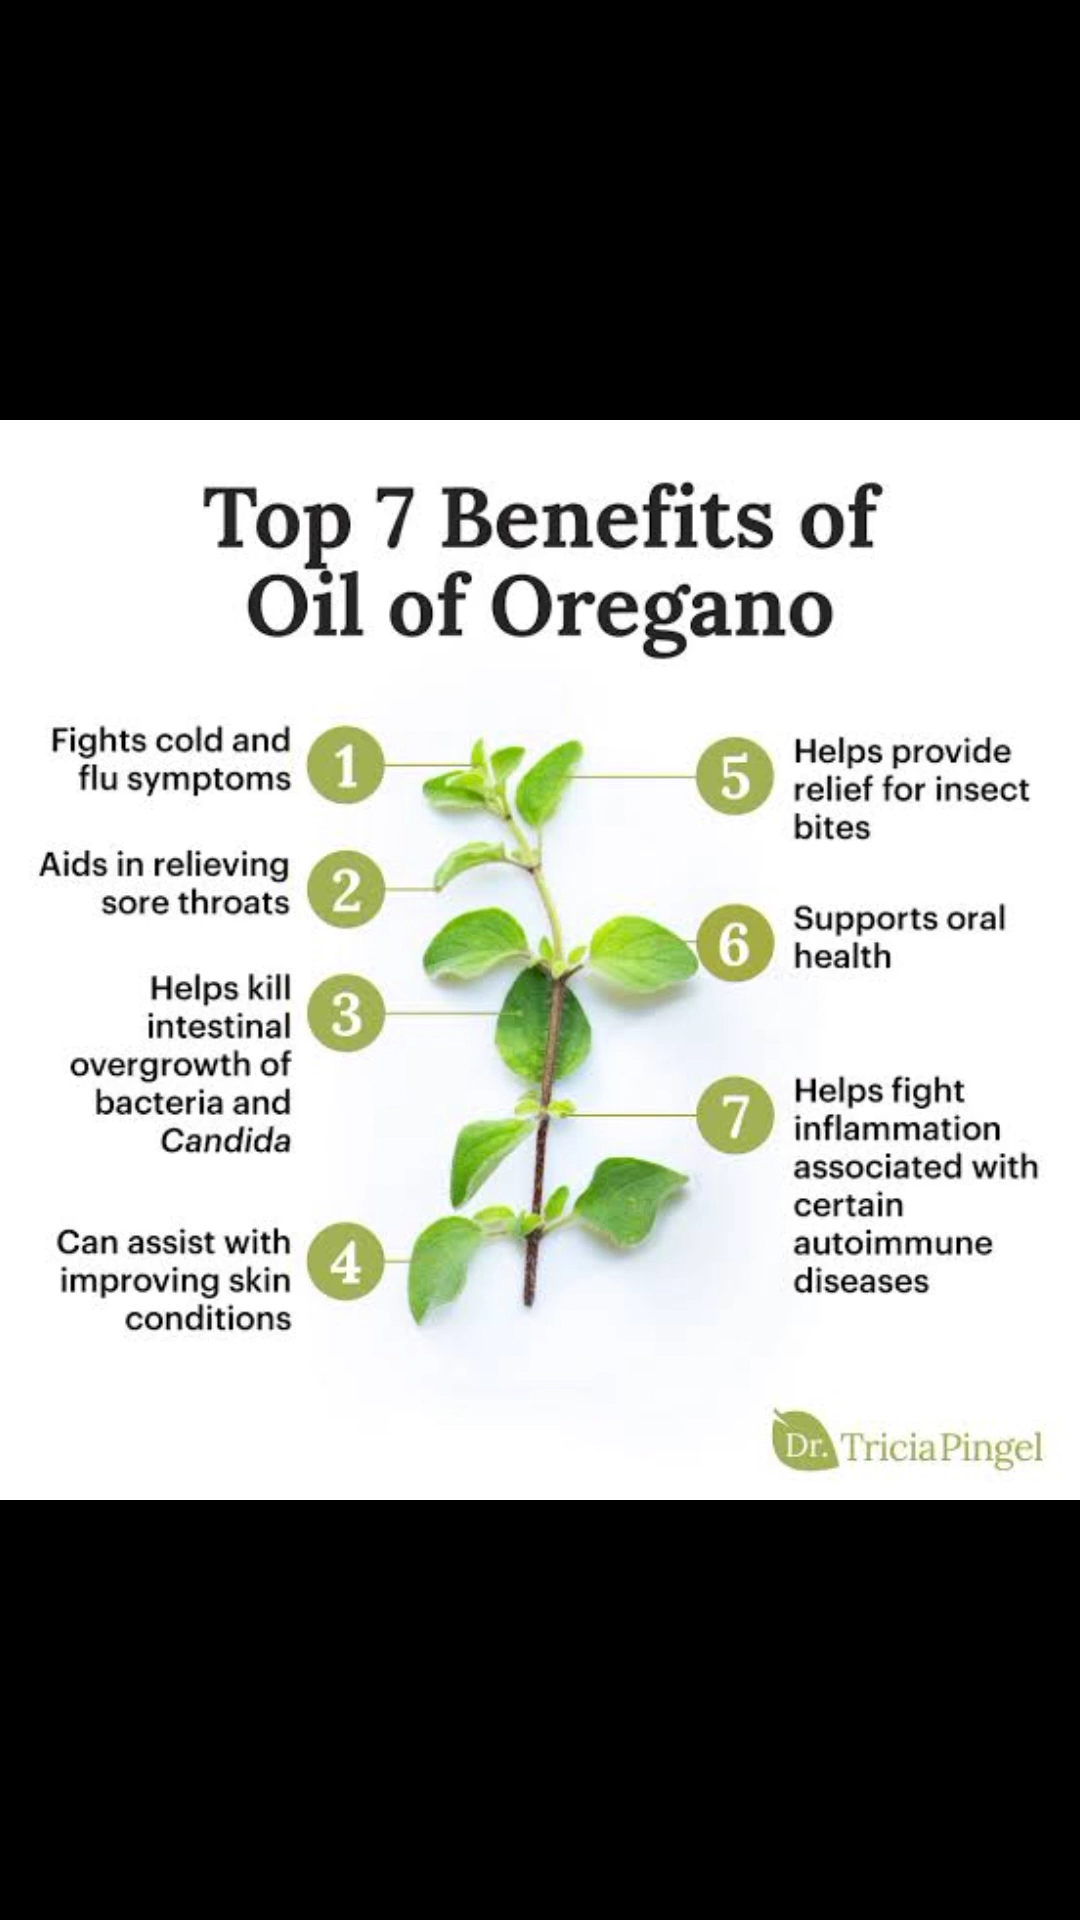 Top 7 Benefits of
Oil of Oregano
1
Fights cold and
flu symptoms
2
Aids in relieving
sore throats
3
Helps kill
intestinal
overgrowth of
bacteria and
Candida
4
Can assist with
improving skin
conditions
5
Helps provide
relief for insect
bites
6
Supports oral
health
7
Helps fight
inflammation
associated with
certain
autoimmune
diseases
Dr. Tricia Pingel